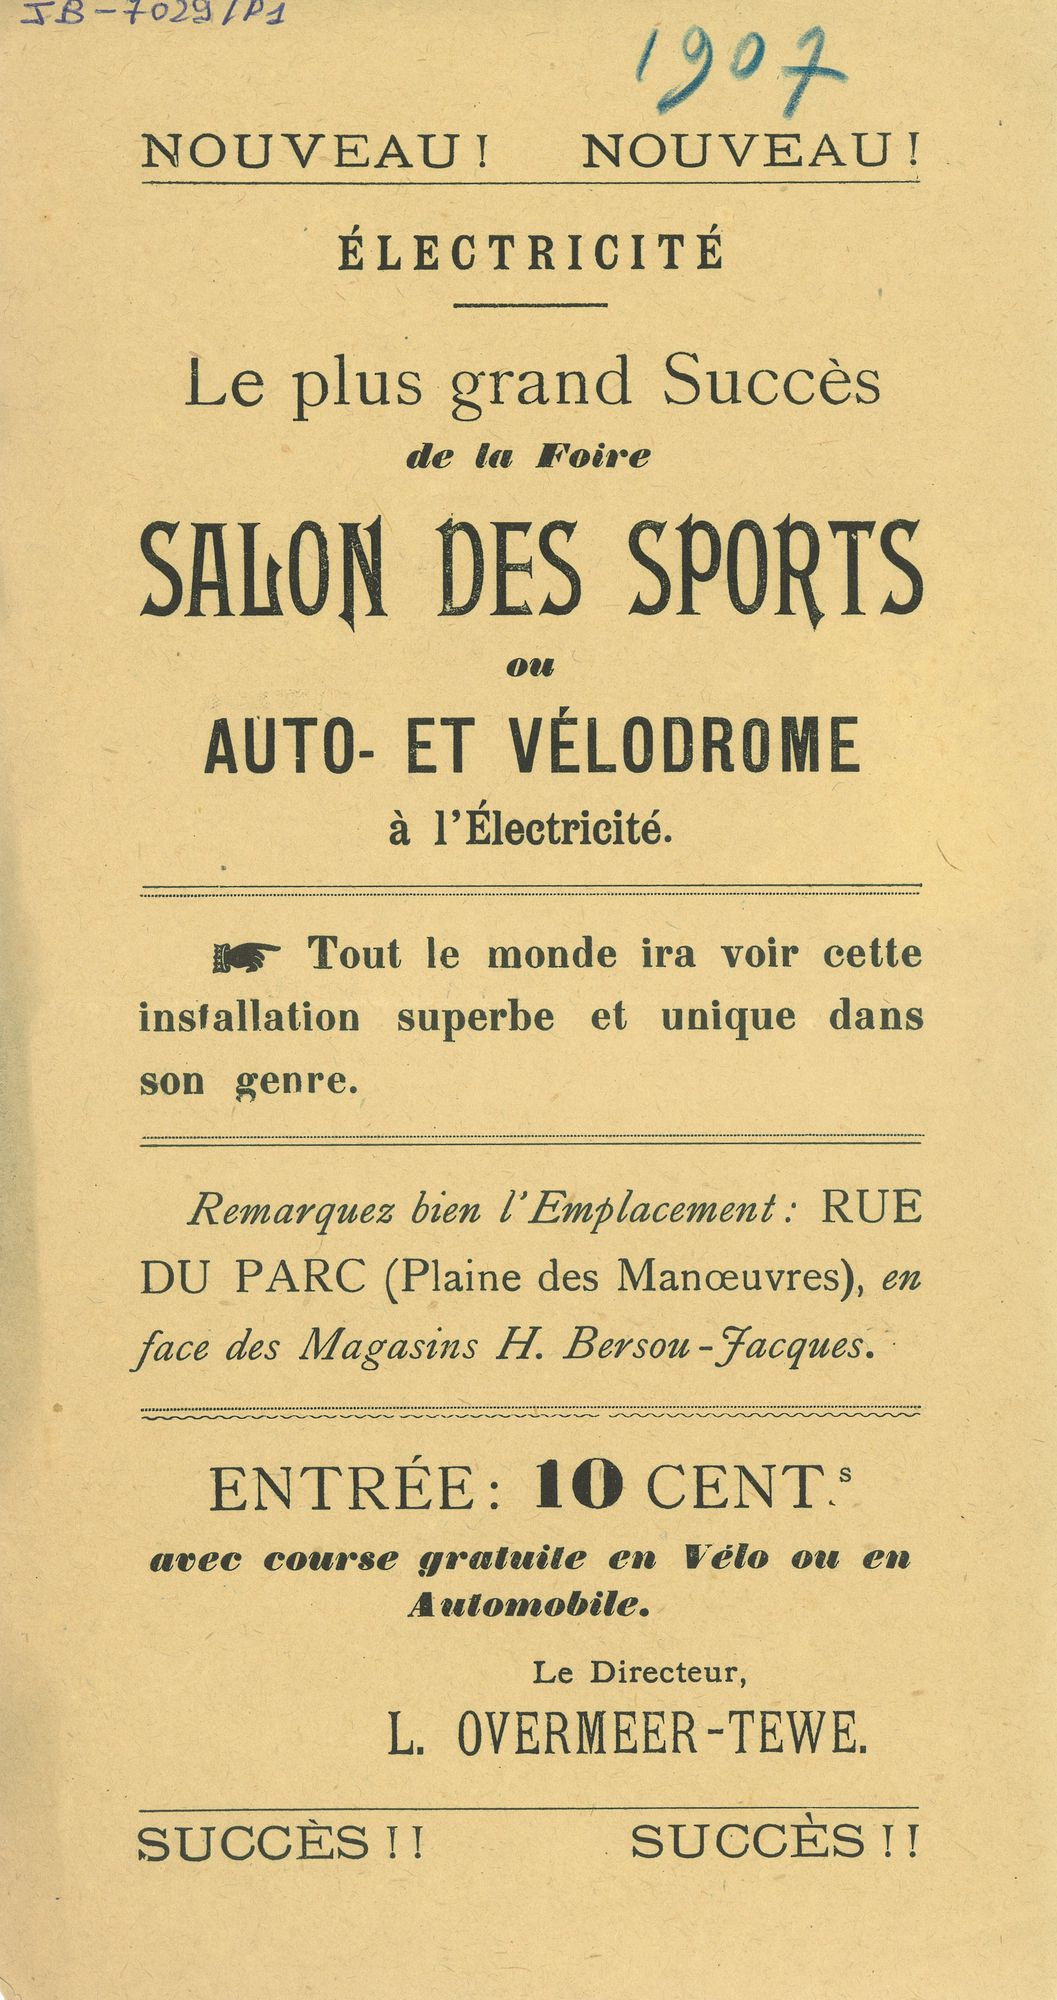 JB-7029/P1
1907
NOUVEAU! NOUVEAU!
ÉLECTRICITÉ
Le plus grand Succès
de la Foire
SALON DES SPORTS
ou
AUTO- ET VÉLODROME
à l'Électricité.
☛ Tout le monde ira voir cette
installation superbe et unique dans
son genre.
Remarquez bien l'Emplacement: RUE
DU PARC (Plaine des Manœuvres), en
face des Magasins H. Bersou-Jacques.
ENTRÉE: 10 CENT.s
avec course gratuite en Vélo ou en
Automobile.
Le Directeur,
L. OVERMEER-TEWE.
SUCCÈS!! SUCCÈS!!